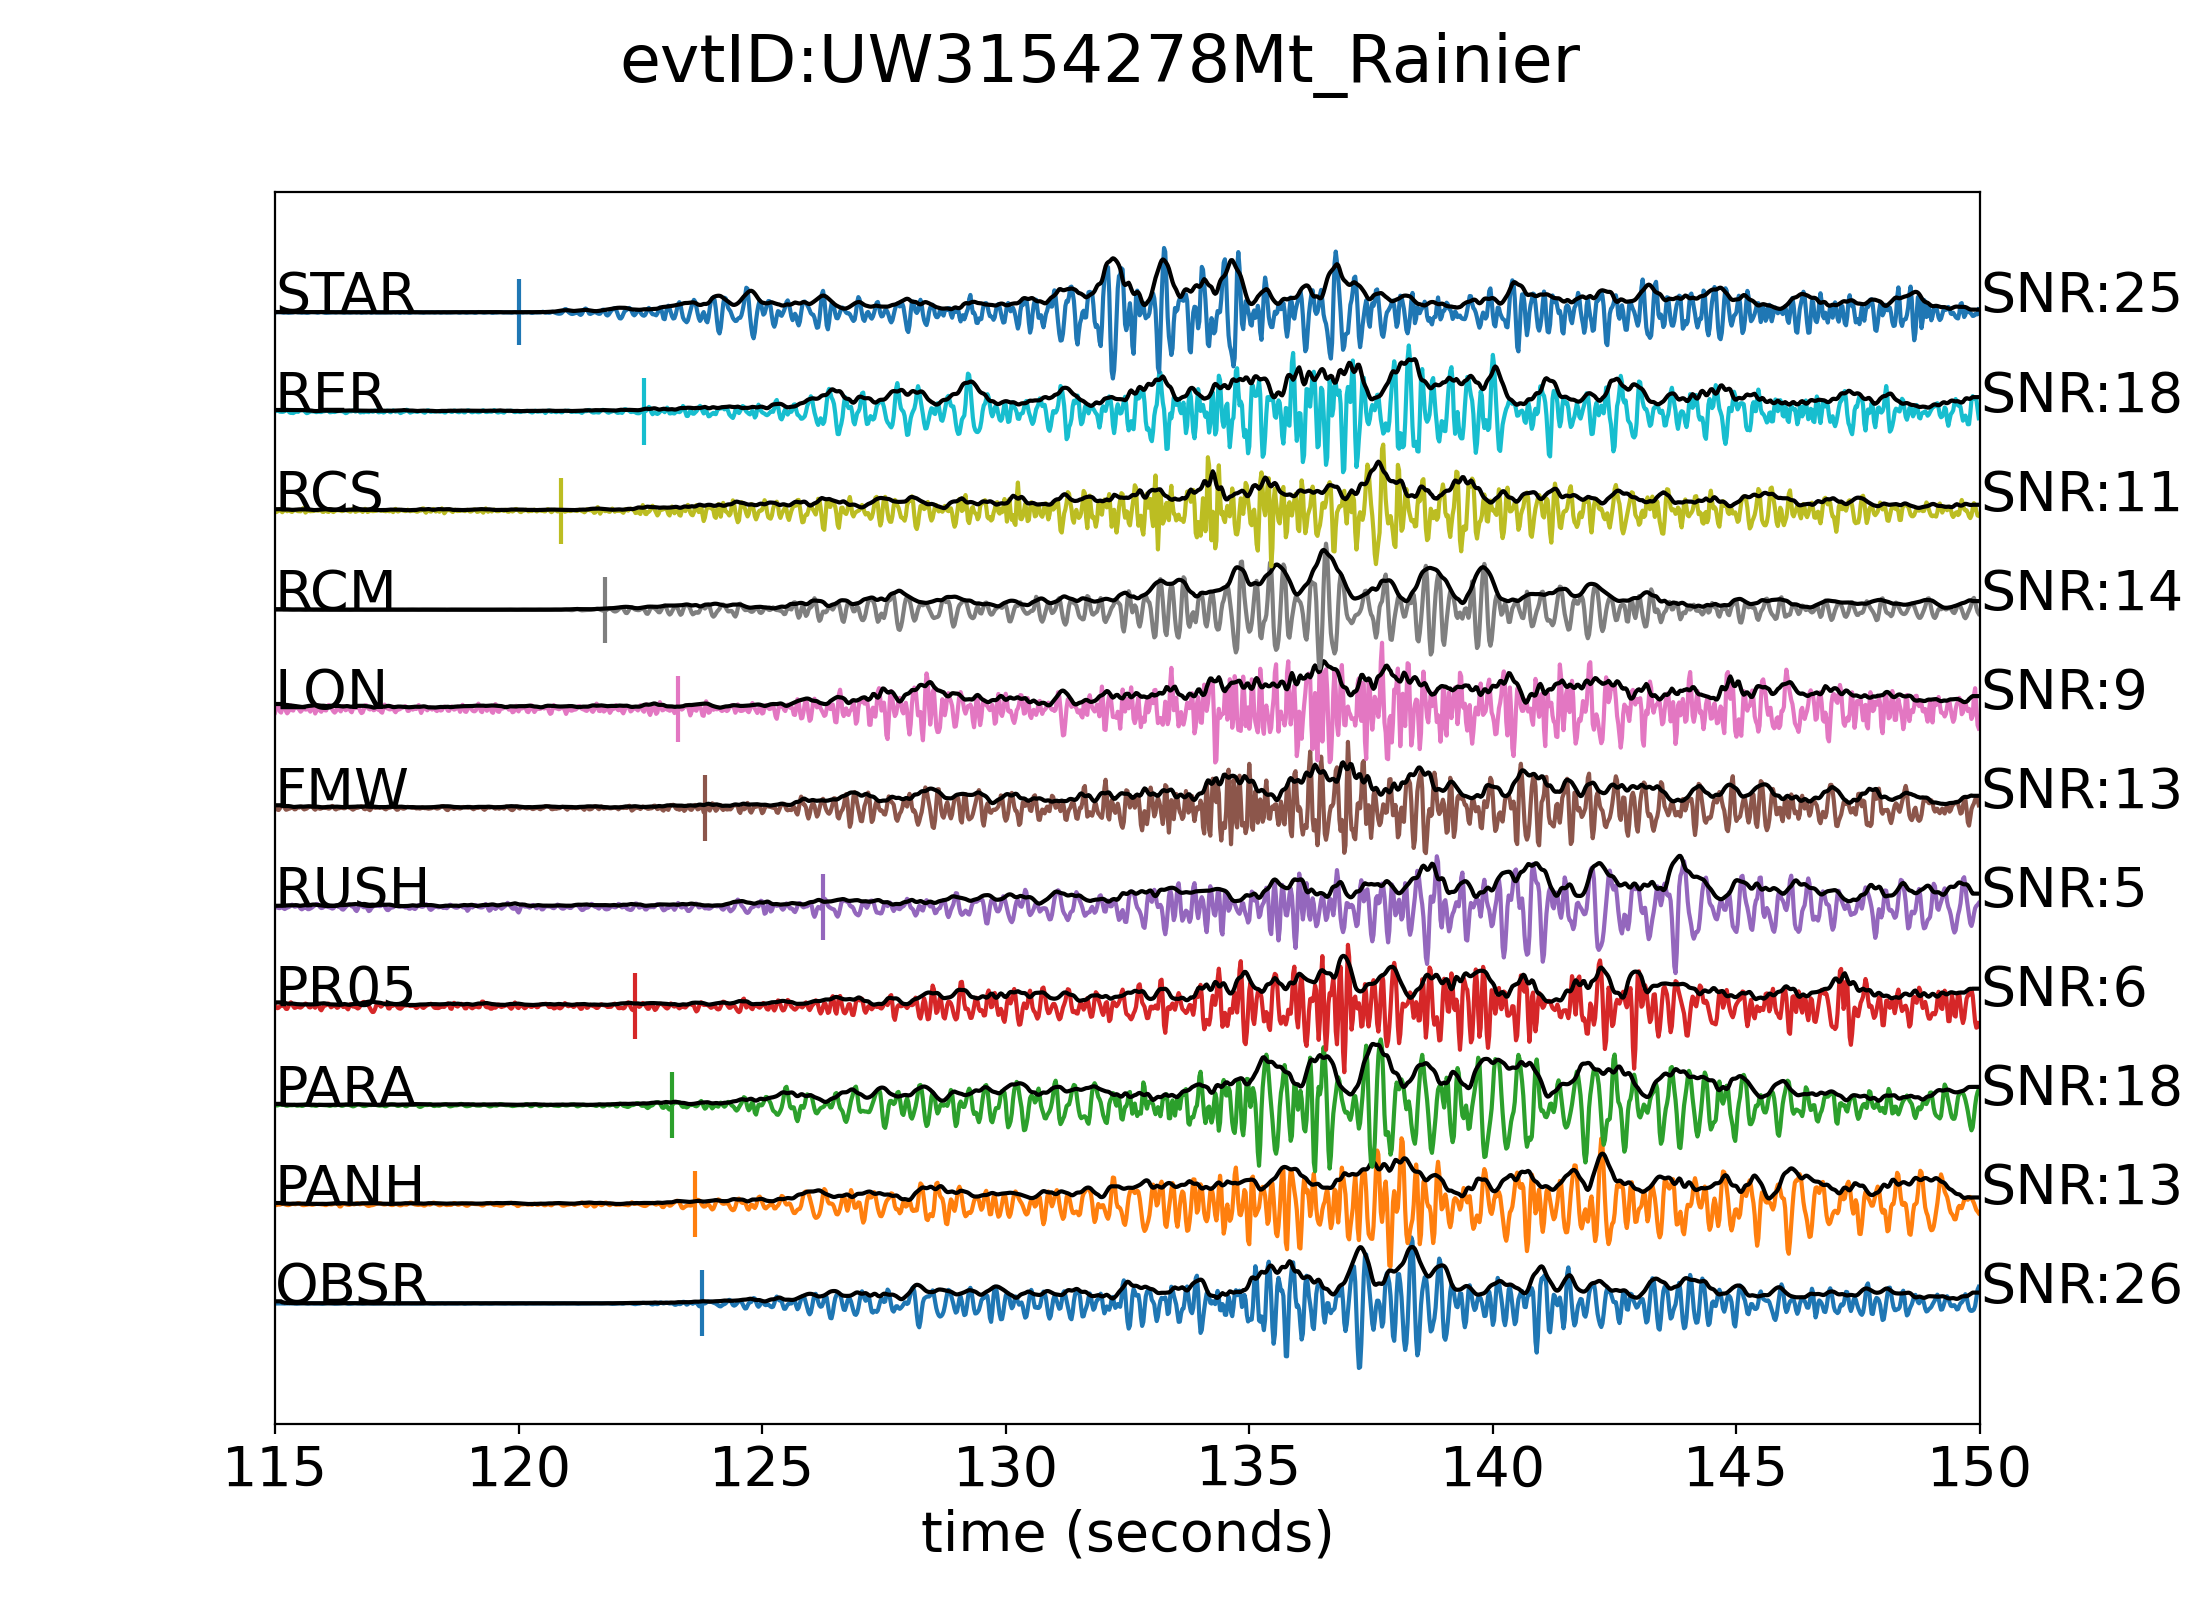 evtID:UW3154278Mt_Rainier
STAR SNR:25
RER SNR:18
RCS SNR:11
RCM SNR:14
LON SNR:9
FMW SNR:13
RUSH SNR:5
PR05 SNR:6
PARA SNR:18
PANH SNR:13
OBSR SNR:26
115 120 125 130 135 140 145 150
time (seconds)